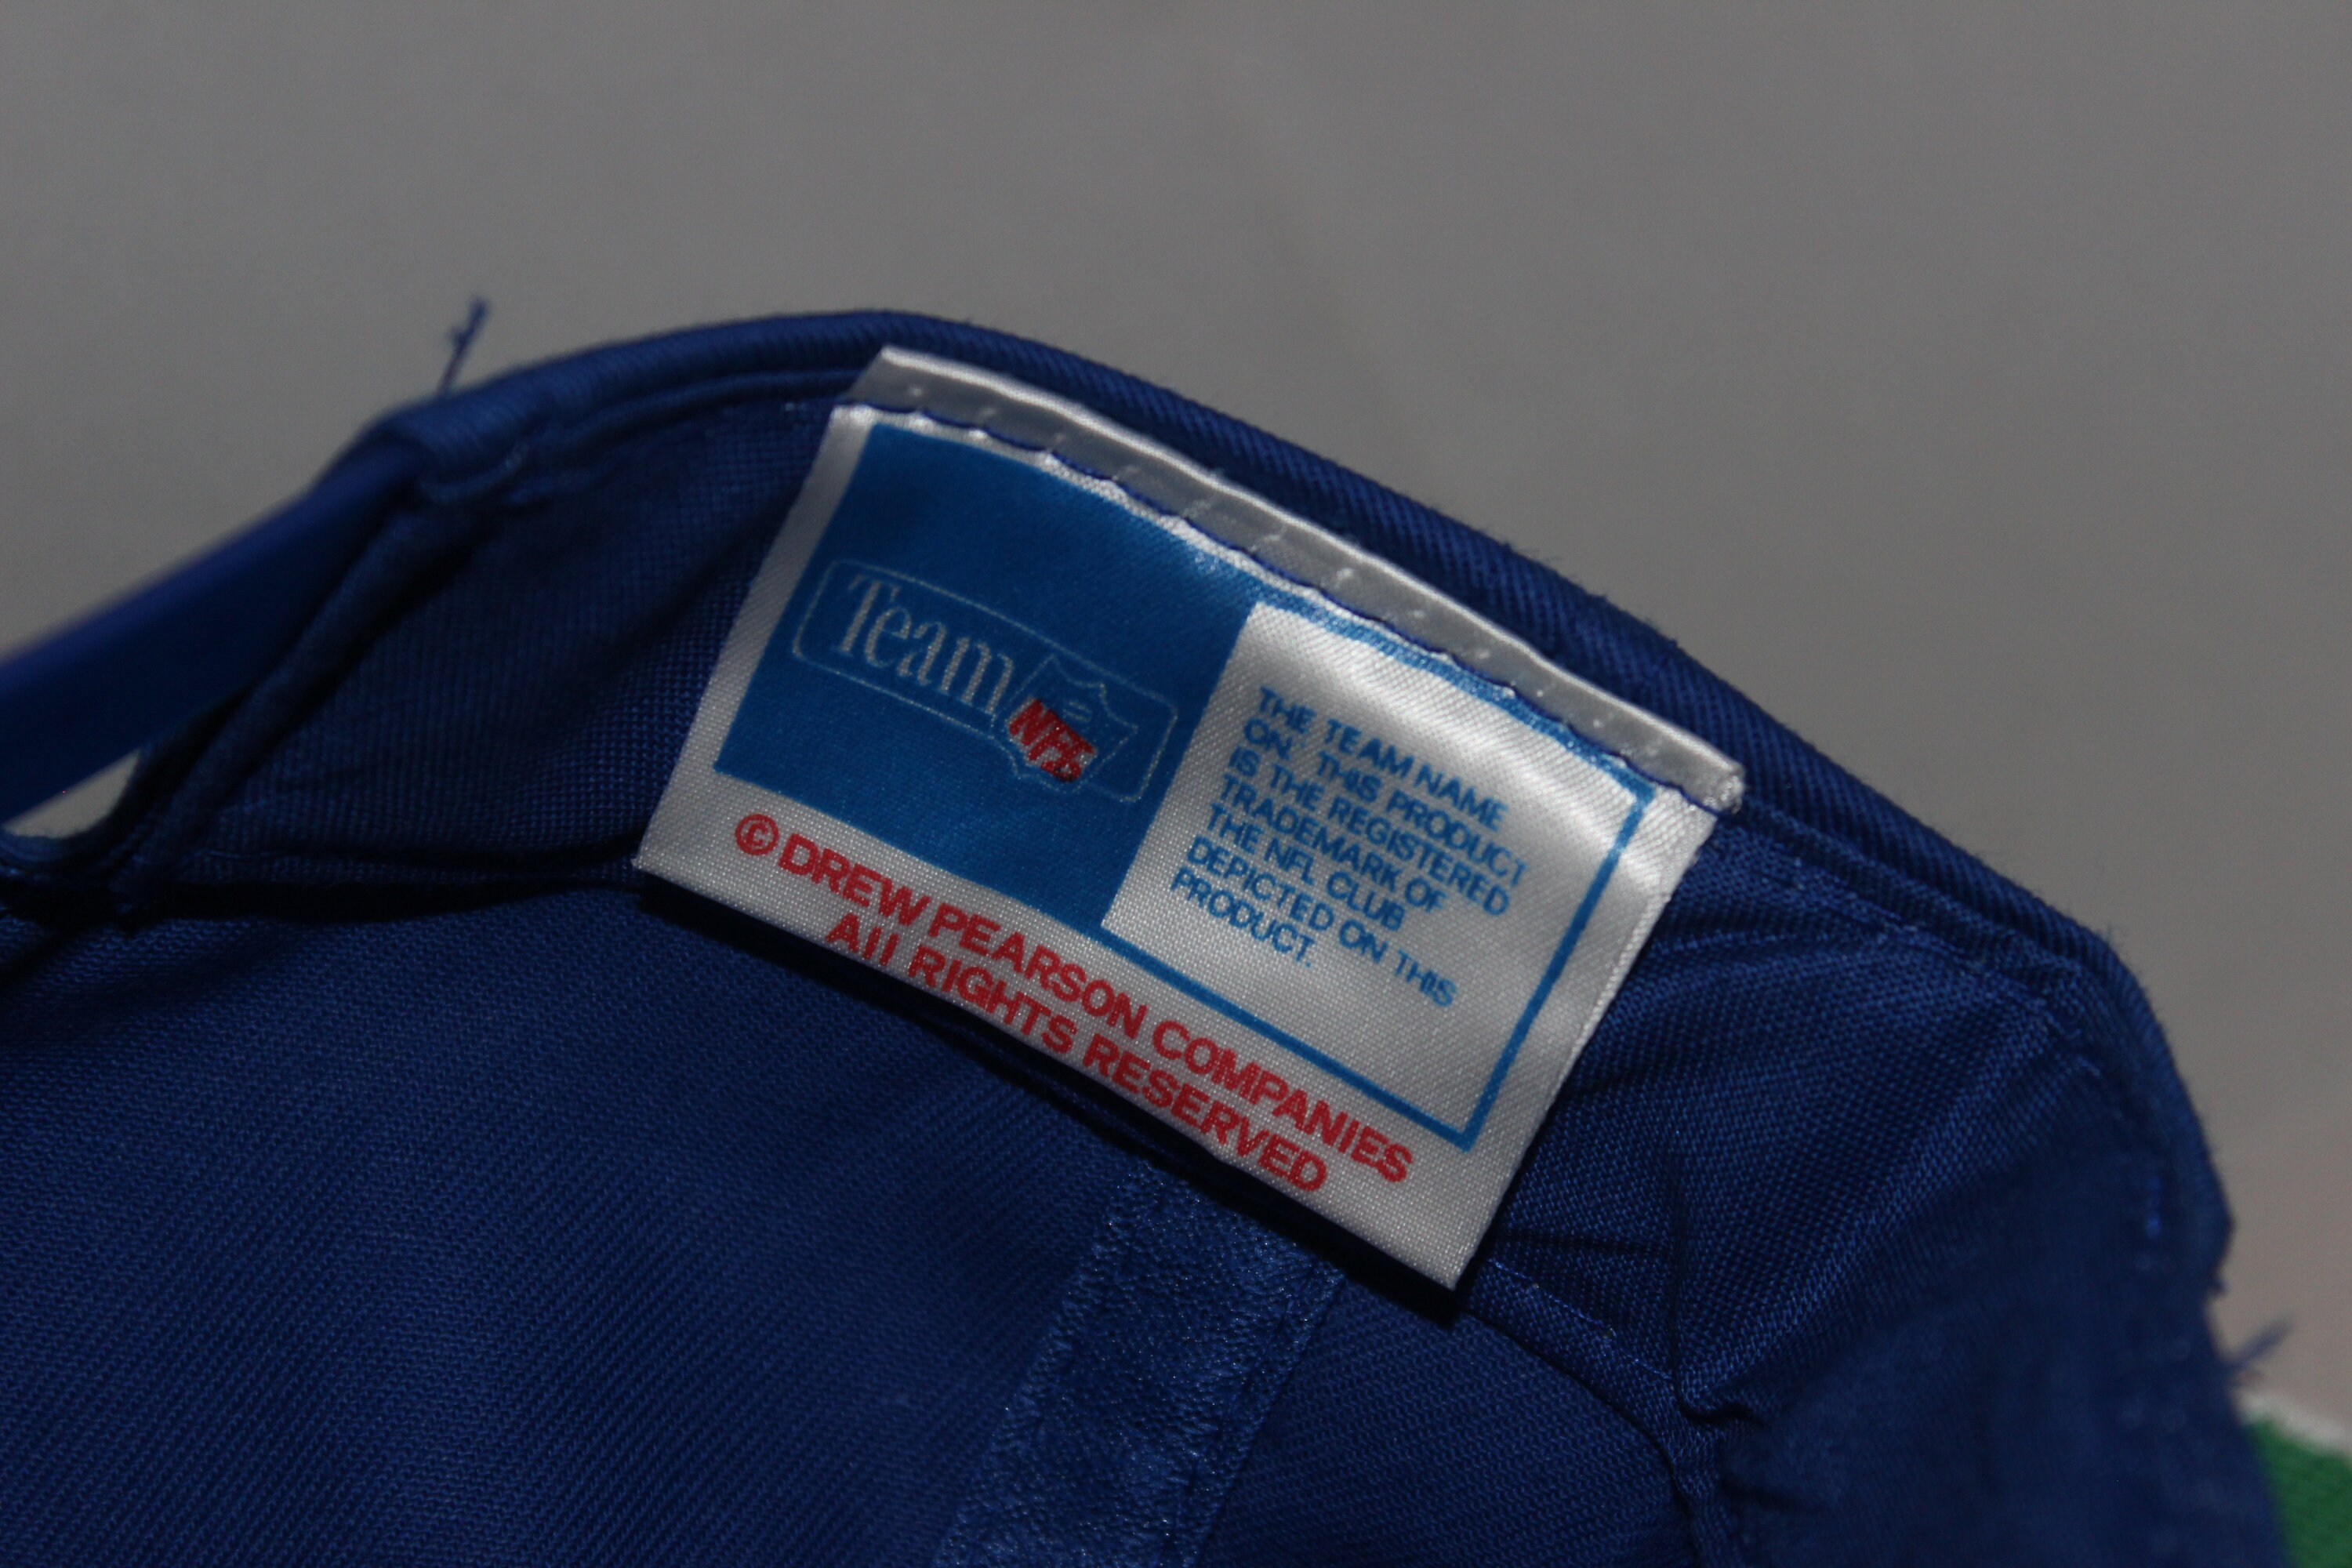 Team NFL
THE TEAM NAME
ON THIS PRODUCT
IS THE REGISTERED
TRADEMARK OF
THE NFL CLUB
DEPICTED ON THIS
PRODUCT.
© DREW PEARSON COMPANIES
All RIGHTS RESERVED